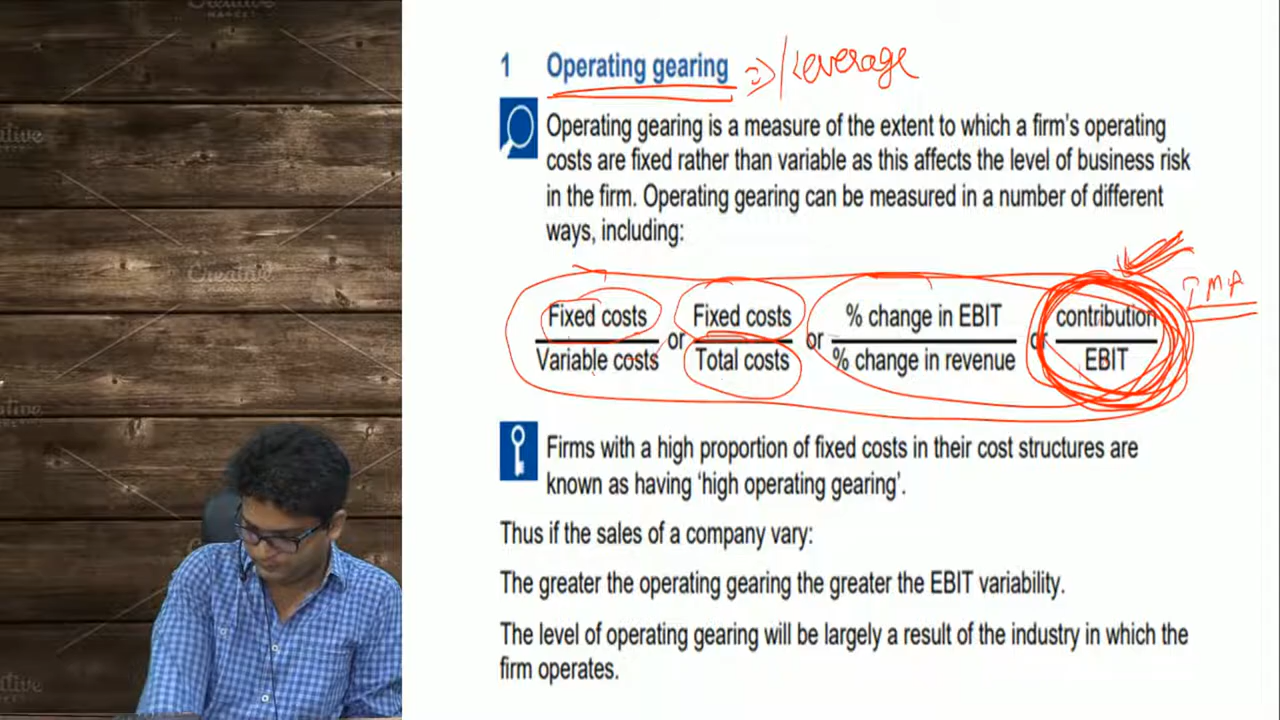 Creative
MARKET
1 Operating gearing => / Leverage
Operating gearing is a measure of the extent to which a firm's operating
costs are fixed rather than variable as this affects the level of business risk
in the firm. Operating gearing can be measured in a number of different
ways, including:
IMP
Fixed costs Fixed costs % change in EBIT contribution
or or or
Variable costs Total costs % change in revenue EBIT
Creative
MARKET
Firms with a high proportion of fixed costs in their cost structures are
known as having 'high operating gearing'.
Thus if the sales of a company vary:
The greater the operating gearing the greater the EBIT variability.
The level of operating gearing will be largely a result of the industry in which the
firm operates.